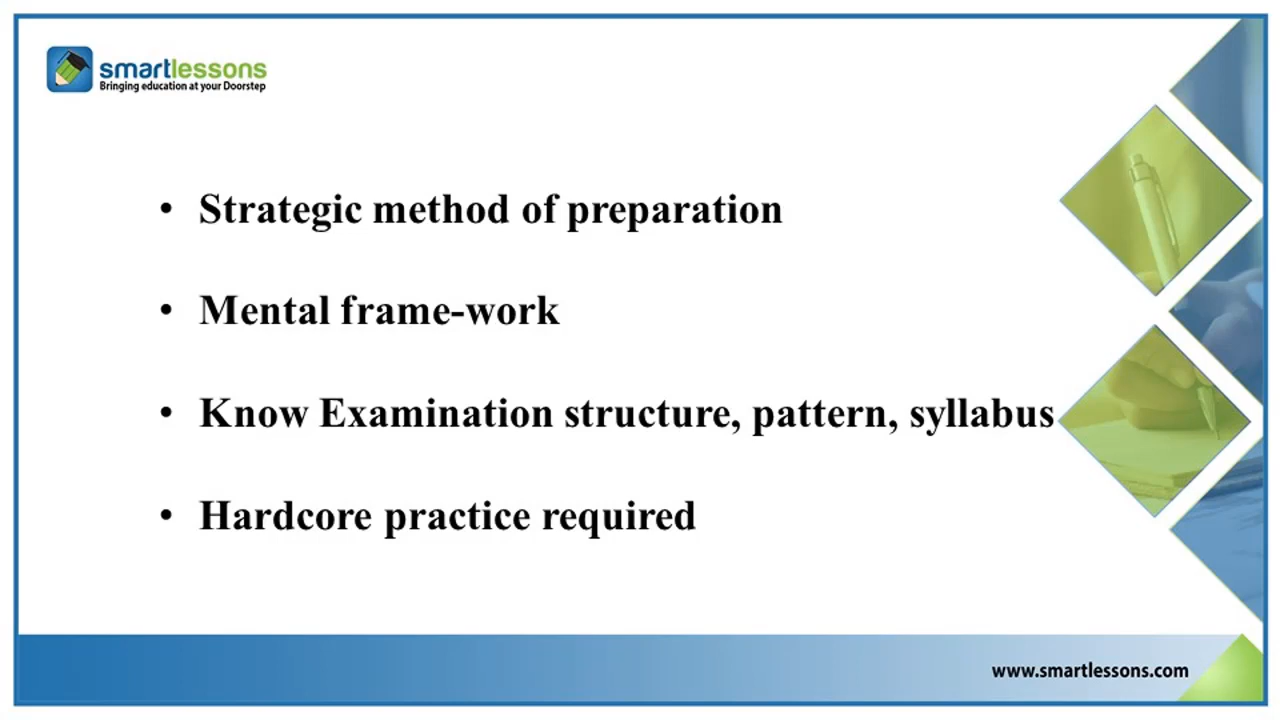 smartlessons
Bringing education at your Doorstep
• Strategic method of preparation
• Mental frame-work
• Know Examination structure, pattern, syllabus
• Hardcore practice required
www.smartlessons.com